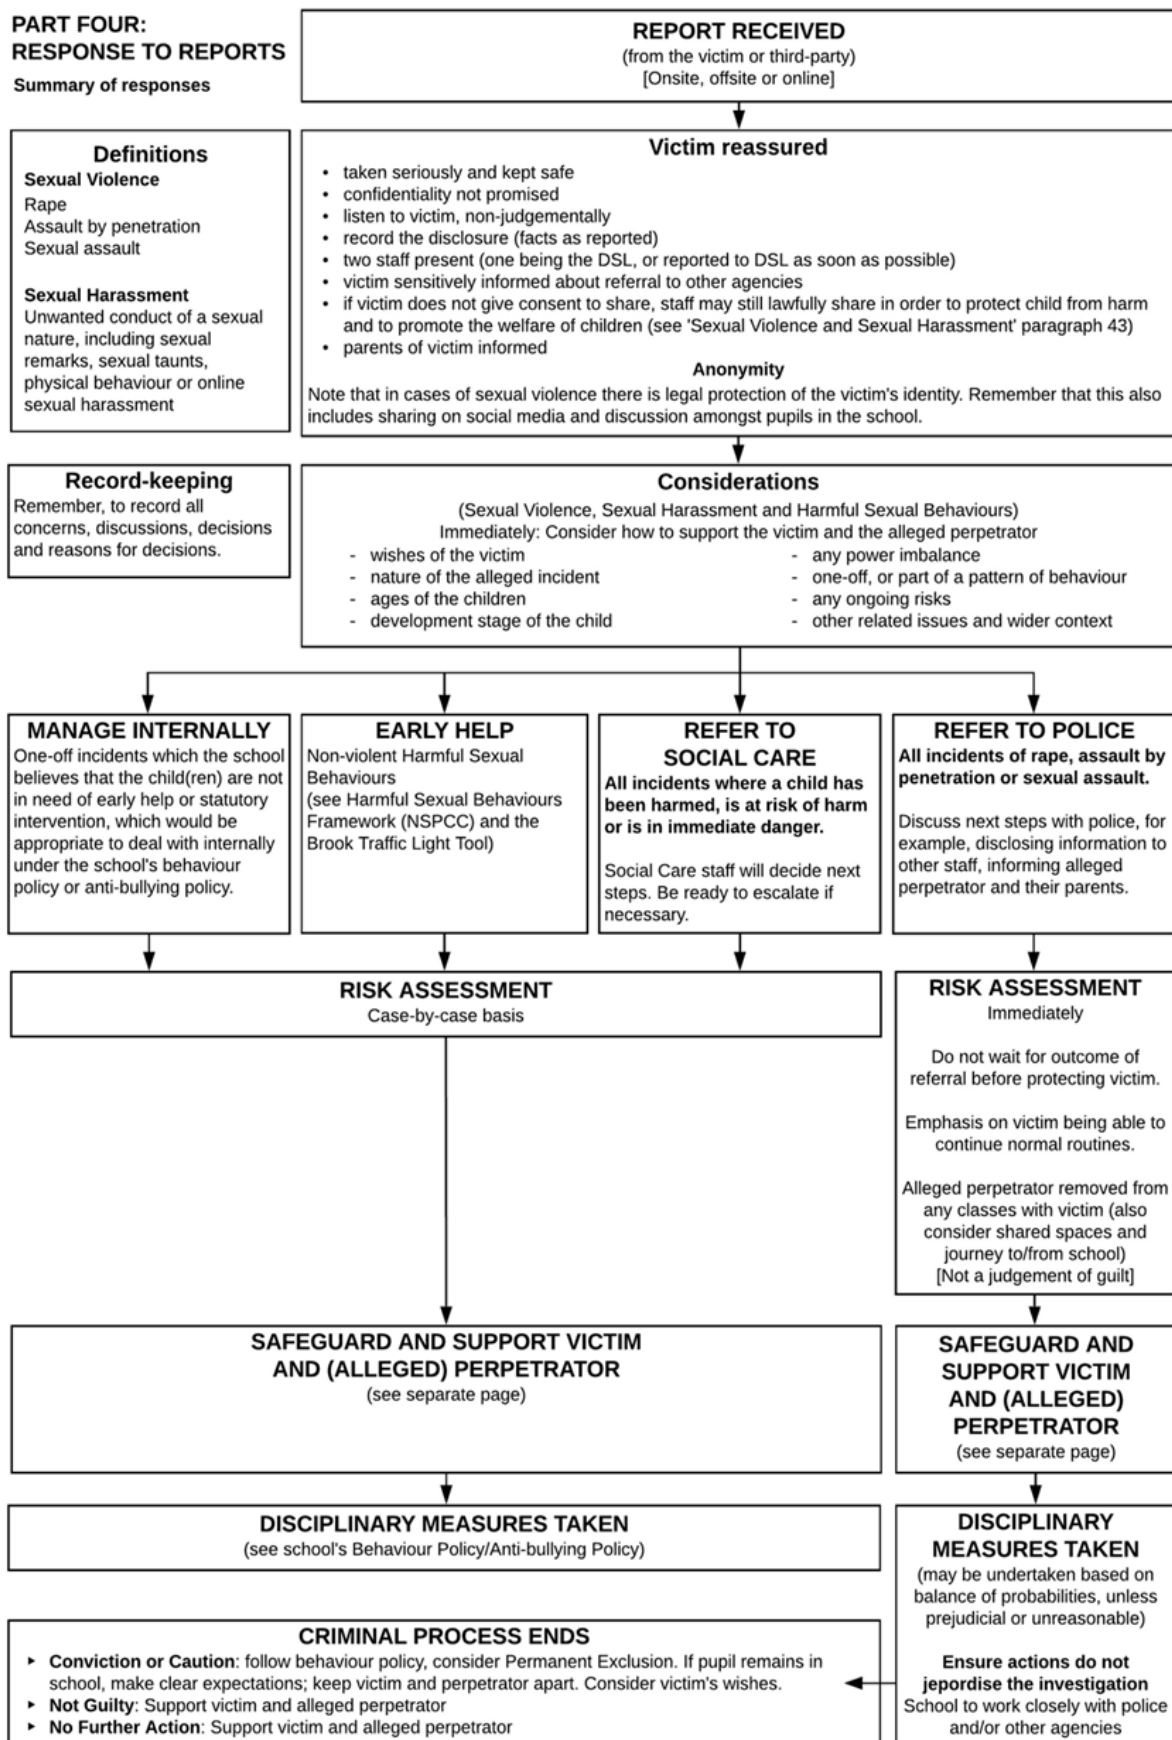 PART FOUR:
RESPONSE TO REPORTS
Summary of responses
REPORT RECEIVED
(from the victim or third-party)
[Onsite, offsite or online]
Definitions
Sexual Violence
Rape
Assault by penetration
Sexual assault
Sexual Harassment
Unwanted conduct of a sexual
nature, including sexual
remarks, sexual taunts,
physical behaviour or online
sexual harassment
Victim reassured
• taken seriously and kept safe
• confidentiality not promised
• listen to victim, non-judgementally
• record the disclosure (facts as reported)
• two staff present (one being the DSL, or reported to DSL as soon as possible)
• victim sensitively informed about referral to other agencies
• if victim does not give consent to share, staff may still lawfully share in order to protect child from harm
and to promote the welfare of children (see 'Sexual Violence and Sexual Harassment' paragraph 43)
• parents of victim informed
Anonymity
Note that in cases of sexual violence there is legal protection of the victim's identity. Remember that this also
includes sharing on social media and discussion amongst pupils in the school.
Record-keeping
Remember, to record all
concerns, discussions, decisions
and reasons for decisions.
Considerations
(Sexual Violence, Sexual Harassment and Harmful Sexual Behaviours)
Immediately: Consider how to support the victim and the alleged perpetrator
- wishes of the victim
- nature of the alleged incident
- ages of the children
- development stage of the child
- any power imbalance
- one-off, or part of a pattern of behaviour
- any ongoing risks
- other related issues and wider context
MANAGE INTERNALLY
One-off incidents which the school
believes that the child(ren) are not
in need of early help or statutory
intervention, which would be
appropriate to deal with internally
under the school's behaviour
policy or anti-bullying policy.
EARLY HELP
Non-violent Harmful Sexual
Behaviours
(see Harmful Sexual Behaviours
Framework (NSPCC) and the
Brook Traffic Light Tool)
REFER TO
SOCIAL CARE
All incidents where a child has
been harmed, is at risk of harm
or is in immediate danger.
Social Care staff will decide next
steps. Be ready to escalate if
necessary.
REFER TO POLICE
All incidents of rape, assault by
penetration or sexual assault.
Discuss next steps with police, for
example, disclosing information to
other staff, informing alleged
perpetrator and their parents.
RISK ASSESSMENT
Case-by-case basis
RISK ASSESSMENT
Immediately
Do not wait for outcome of
referral before protecting victim.
Emphasis on victim being able to
continue normal routines.
Alleged perpetrator removed from
any classes with victim (also
consider shared spaces and
journey to/from school)
[Not a judgement of guilt]
SAFEGUARD AND SUPPORT VICTIM
AND (ALLEGED) PERPETRATOR
(see separate page)
SAFEGUARD AND
SUPPORT VICTIM
AND (ALLEGED)
PERPETRATOR
(see separate page)
DISCIPLINARY MEASURES TAKEN
(see school's Behaviour Policy/Anti-bullying Policy)
DISCIPLINARY
MEASURES TAKEN
(may be undertaken based on
balance of probabilities, unless
prejudicial or unreasonable)
Ensure actions do not
jepordise the investigation
School to work closely with police
and/or other agencies
CRIMINAL PROCESS ENDS
▸ Conviction or Caution: follow behaviour policy, consider Permanent Exclusion. If pupil remains in
school, make clear expectations; keep victim and perpetrator apart. Consider victim's wishes.
▸ Not Guilty: Support victim and alleged perpetrator
▸ No Further Action: Support victim and alleged perpetrator